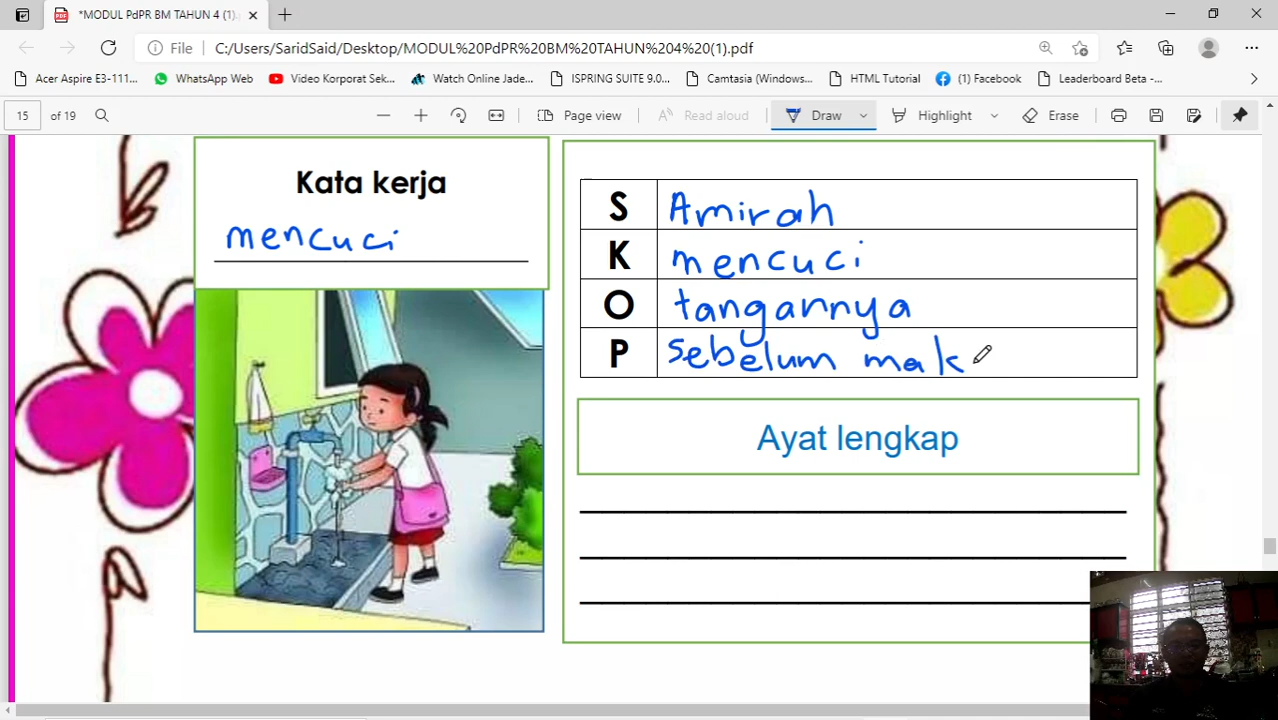 *MODUL PdPR BM TAHUN 4 (1).
File C:/Users/SaridSaid/Desktop/MODUL%20PdPR%20BM%20TAHUN%204%20(1).pdf
Acer Aspire E3-111... WhatsApp Web Video Korporat Sek... Watch Online Jade... ISPRING SUITE 9.0... Camtasia (Windows... HTML Tutorial (1) Facebook Leaderboard Beta -...
15 of 19 Page view Read aloud Draw Highlight Erase
Kata kerja
mencuci
S Amirah
K mencuci
O tangannya
P sebelum mak
Ayat lengkap